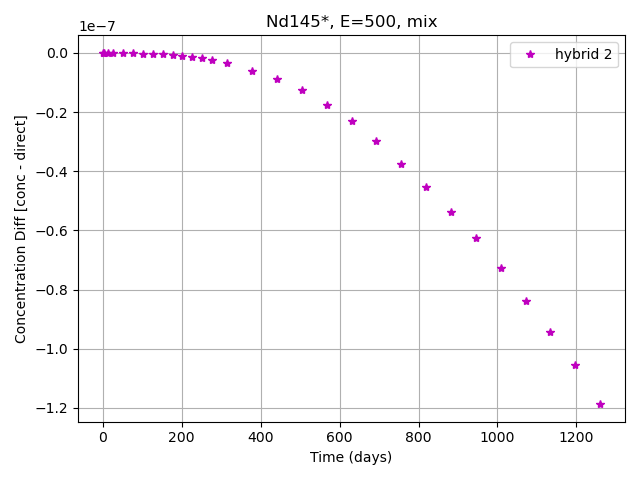 Nd145*, E=500, mix
1e−7
hybrid 2
0.0
−0.2
−0.4
−0.6
−0.8
−1.0
−1.2
Concentration Diff [conc - direct]
0 200 400 600 800 1000 1200
Time (days)